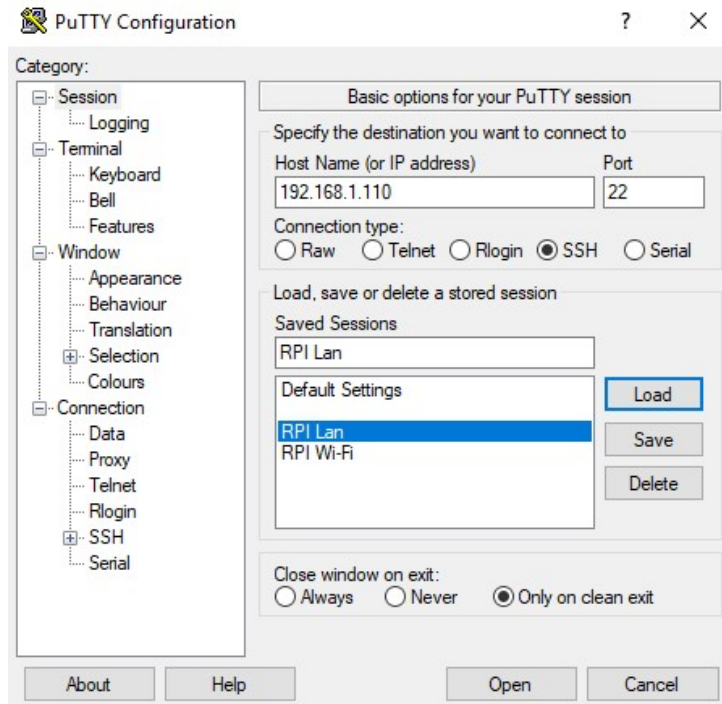 PuTTY Configuration
? 
Category:
Session
Logging
Terminal
Keyboard
Bell
Features
Window
Appearance
Behaviour
Translation
Selection
Colours
Connection
Data
Proxy
Telnet
Rlogin
SSH
Serial
Basic options for your PuTTY session
Specify the destination you want to connect to
Host Name (or IP address) Port
192.168.1.110 22
Connection type:
Raw Telnet Rlogin SSH Serial
Load, save or delete a stored session
Saved Sessions
RPI Lan
Default Settings
RPI Lan
RPI Wi-Fi
Load
Save
Delete
Close window on exit:
Always Never Only on clean exit
About Help Open Cancel